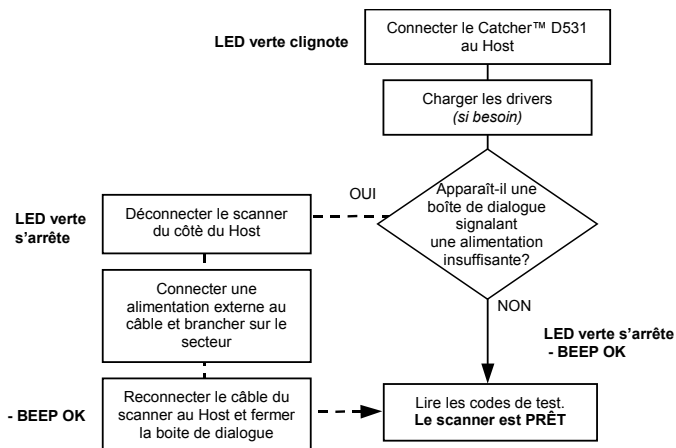 LED verte clignote
Connecter le Catcher™ D531
au Host
Charger les drivers
(si besoin)
OUI
Apparaît-il une
boîte de dialogue
signalant
une alimentation
insuffisante?
LED verte
s’arrête
Déconnecter le scanner
du côtè du Host
Connecter une
alimentation externe au
câble et brancher sur le
secteur
NON
LED verte s’arrête
- BEEP OK
- BEEP OK
Reconnecter le câble du
scanner au Host et fermer
la boite de dialogue
Lire les codes de test.
Le scanner est PRÊT